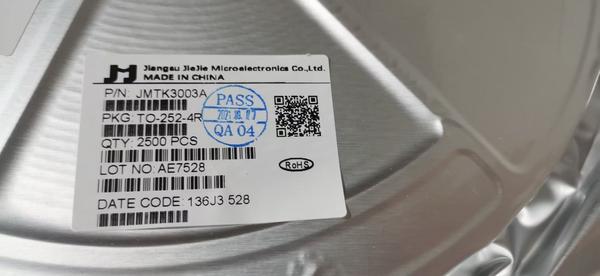 Jiangsu JieJie Microelectronics Co.,Ltd.
MADE IN CHINA
P/N: JMTK3003A
PKG: TO-252-4R
QTY: 2500 PCS
LOT NO:AE7528
DATE CODE:136J3 528
PASS
QA 04
RoHS